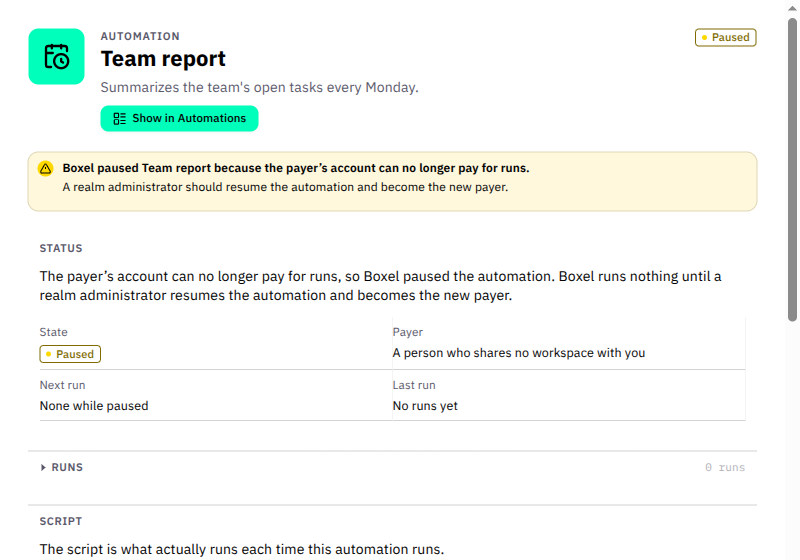 AUTOMATION
Team report
Paused
Summarizes the team's open tasks every Monday.
Show in Automations
Boxel paused Team report because the payer’s account can no longer pay for runs.
A realm administrator should resume the automation and become the new payer.
STATUS
The payer’s account can no longer pay for runs, so Boxel paused the automation. Boxel runs nothing until a
realm administrator resumes the automation and becomes the new payer.
State
Payer
Paused
A person who shares no workspace with you
Next run
Last run
None while paused
No runs yet
RUNS
0 runs
SCRIPT
The script is what actually runs each time this automation runs.